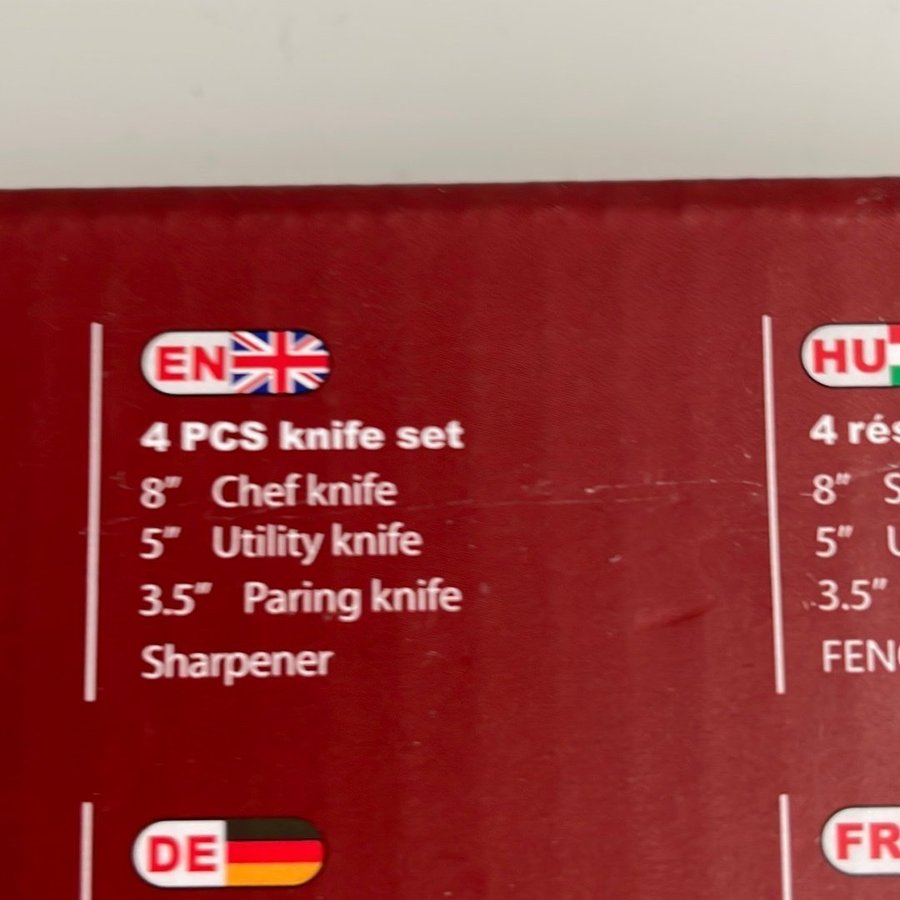 EN
4 PCS knife set
8" Chef knife
5" Utility knife
3.5" Paring knife
Sharpener
HU
4
8"
5"
3.5"
DE
FR